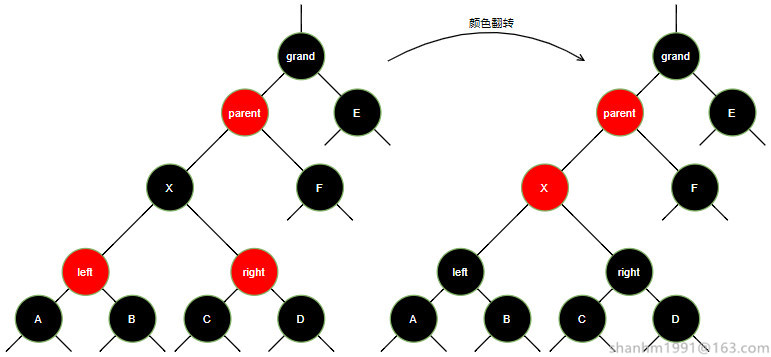 颜色翻转
grand
grand
parent
E
parent
E
X
F
X
F
left
right
left
right
A
B
C
D
A
B
C
D
shanhm1991@163.com